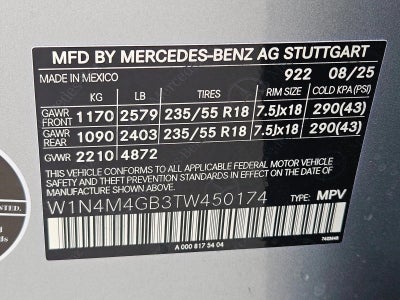 MFD BY MERCEDES-BENZ AG STUTTGART
MADE IN MEXICO 922 08/25
KG LB TIRES RIM SIZE COLD KPA(PSI)
GAWR FRONT 1170 2579 235/55 R18 7.5Jx18 290(43)
GAWR REAR 1090 2403 235/55 R18 7.5Jx18 290(43)
GVWR 2210 4872
THIS VEHICLE CONFORMS TO ALL APPLICABLE FEDERAL MOTOR VEHICLE
SAFETY, BUMPER, AND THEFT PREVENTION STANDARDS IN EFFECT ON THE DATE
OF MANUFACTURE SHOWN ABOVE.
W1N4M4GB3TW450174 TYPE: MPV
A 000 817 54 04